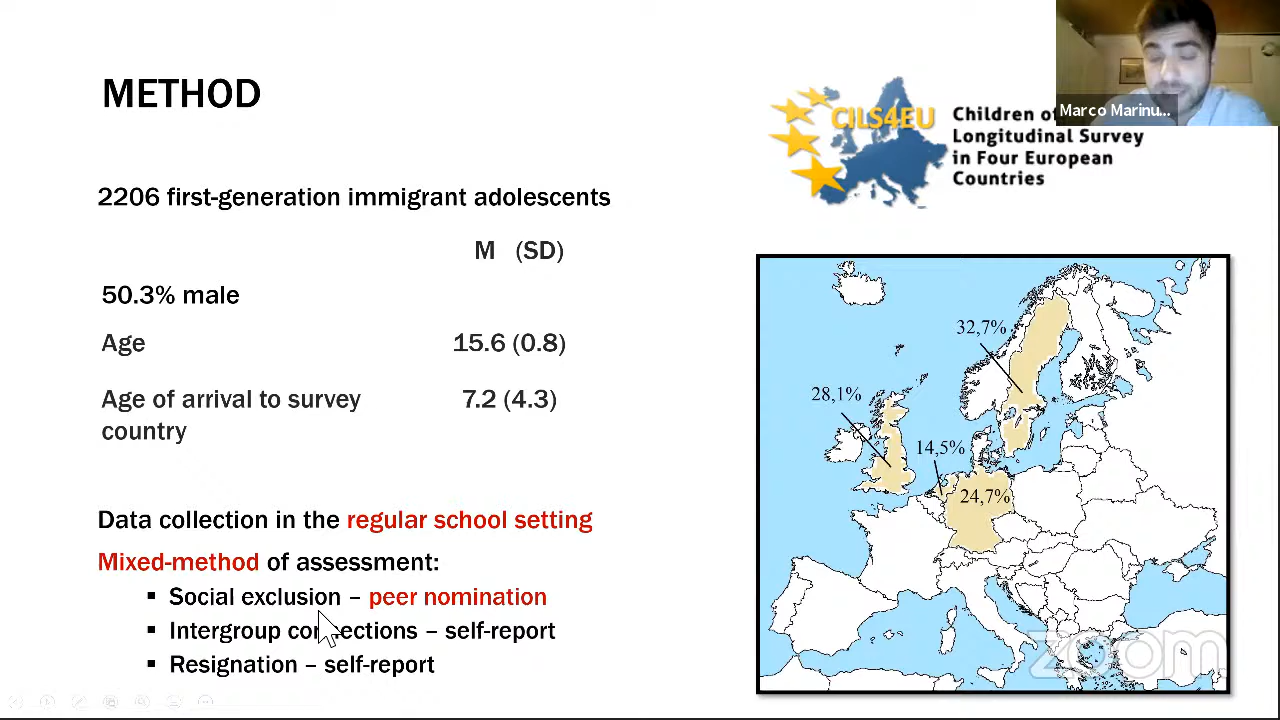 METHOD
CILS4EU
Children of
Longitudinal Survey
in Four European
Countries
Marco Marinu...
2206 first-generation immigrant adolescents
M (SD)
50.3% male
Age 15.6 (0.8)
Age of arrival to survey 7.2 (4.3)
country
Data collection in the regular school setting
Mixed-method of assessment:
▪ Social exclusion – peer nomination
▪ Intergroup connections – self-report
▪ Resignation – self-report
32,7%
28,1%
14,5%
24,7%
zoom